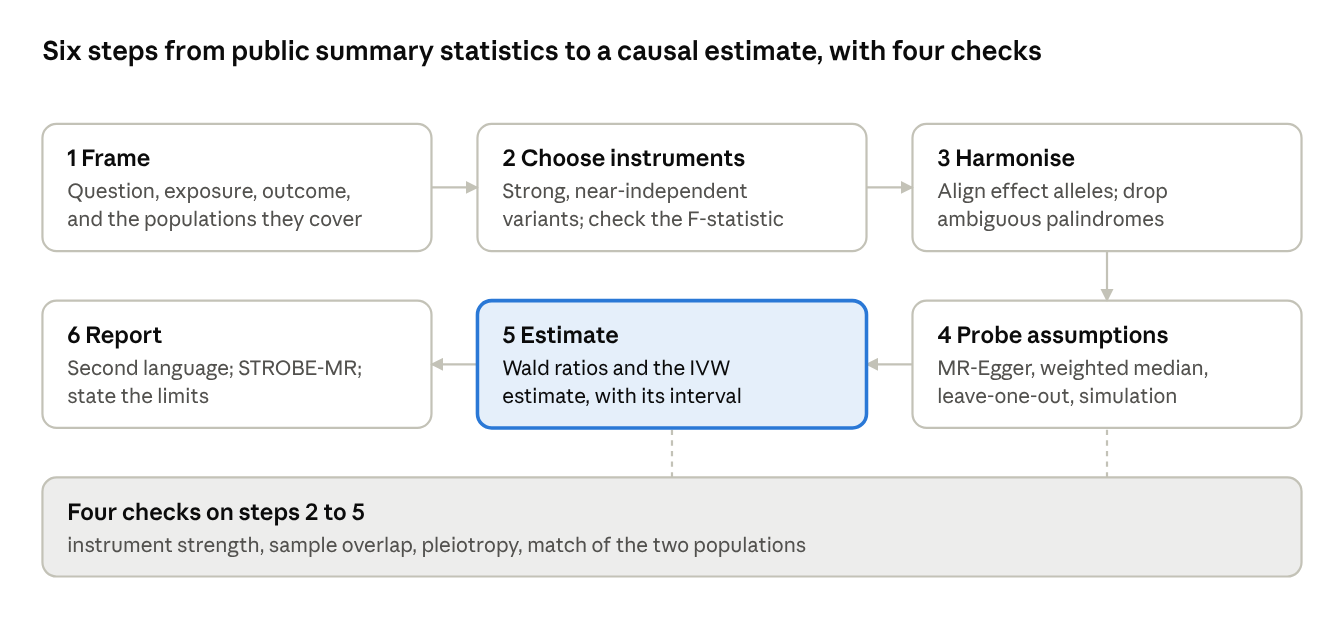 Six steps from public summary statistics to a causal estimate, with four checks
1 Frame
Question, exposure, outcome,
and the populations they cover
2 Choose instruments
Strong, near-independent
variants; check the F-statistic
3 Harmonise
Align effect alleles; drop
ambiguous palindromes
6 Report
Second language; STROBE-MR;
state the limits
5 Estimate
Wald ratios and the IVW
estimate, with its interval
4 Probe assumptions
MR-Egger, weighted median,
leave-one-out, simulation
Four checks on steps 2 to 5
instrument strength, sample overlap, pleiotropy, match of the two populations